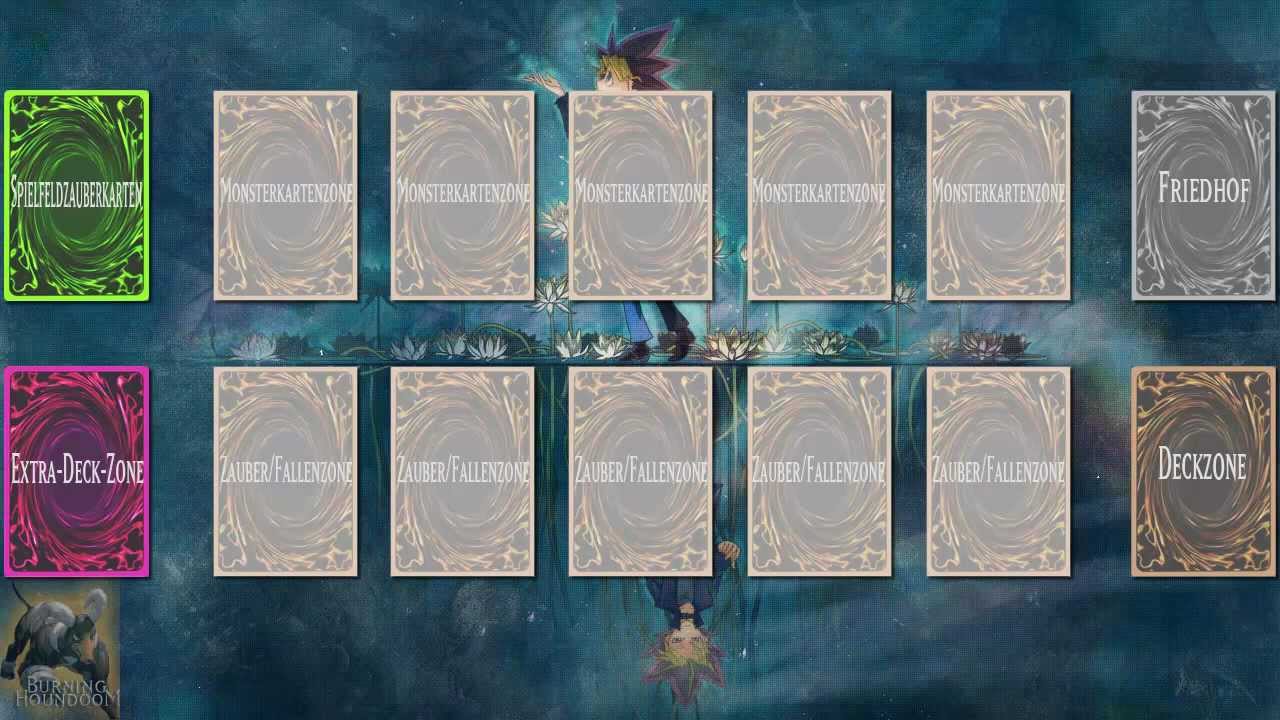 Spielfeldzauberkarten
Monsterkartenzone
Monsterkartenzone
Monsterkartenzone
Monsterkartenzone
Monsterkartenzone
Friedhof
Extra-Deck-Zone
Zauber/Fallenzone
Zauber/Fallenzone
Zauber/Fallenzone
Zauber/Fallenzone
Zauber/Fallenzone
Deckzone
Burning
Houndoom